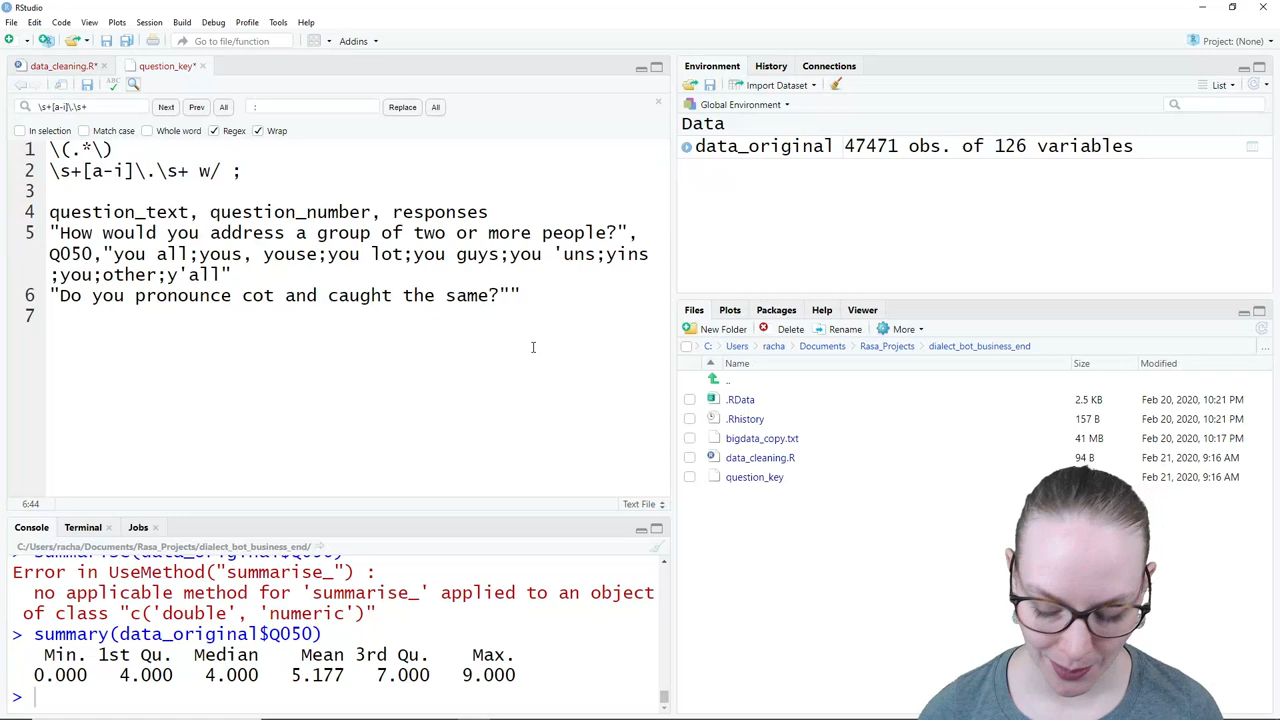 RStudio
File Edit Code View Plots Session Build Debug Profile Tools Help
Go to file/function Addins Project: (None)
data_cleaning.R* question_key*
\s+[a-i]\.\s+ Next Prev All ; Replace All
In selection Match case Whole word Regex Wrap
1 \(.*\)
2 \s+[a-i]\.\s+ w/ ;
3
4 question_text, question_number, responses
5 "How would you address a group of two or more people?",
Q050,"you all;yous, youse;you lot;you guys;you 'uns;yins
;you;other;y'all"
6 "Do you pronounce cot and caught the same?""
7
6:44 Text File
Console Terminal Jobs
C:/Users/racha/Documents/Rasa_Projects/dialect_bot_business_end/
> summarise(data_original$Q050)
Error in UseMethod("summarise_") :
no applicable method for 'summarise_' applied to an object
of class "c('double', 'numeric')"
> summary(data_original$Q050)
Min. 1st Qu. Median Mean 3rd Qu. Max.
0.000 4.000 4.000 5.177 7.000 9.000
>
Environment History Connections
Import Dataset List
Global Environment
Data
data_original 47471 obs. of 126 variables
Files Plots Packages Help Viewer
New Folder Delete Rename More
C: Users racha Documents Rasa_Projects dialect_bot_business_end ...
Name Size Modified
..
.RData 2.5 KB Feb 20, 2020, 10:21 PM
.Rhistory 157 B Feb 20, 2020, 10:21 PM
bigdata_copy.txt 41 MB Feb 20, 2020, 10:17 PM
data_cleaning.R 94 B Feb 21, 2020, 9:16 AM
question_key Feb 21, 2020, 9:16 AM